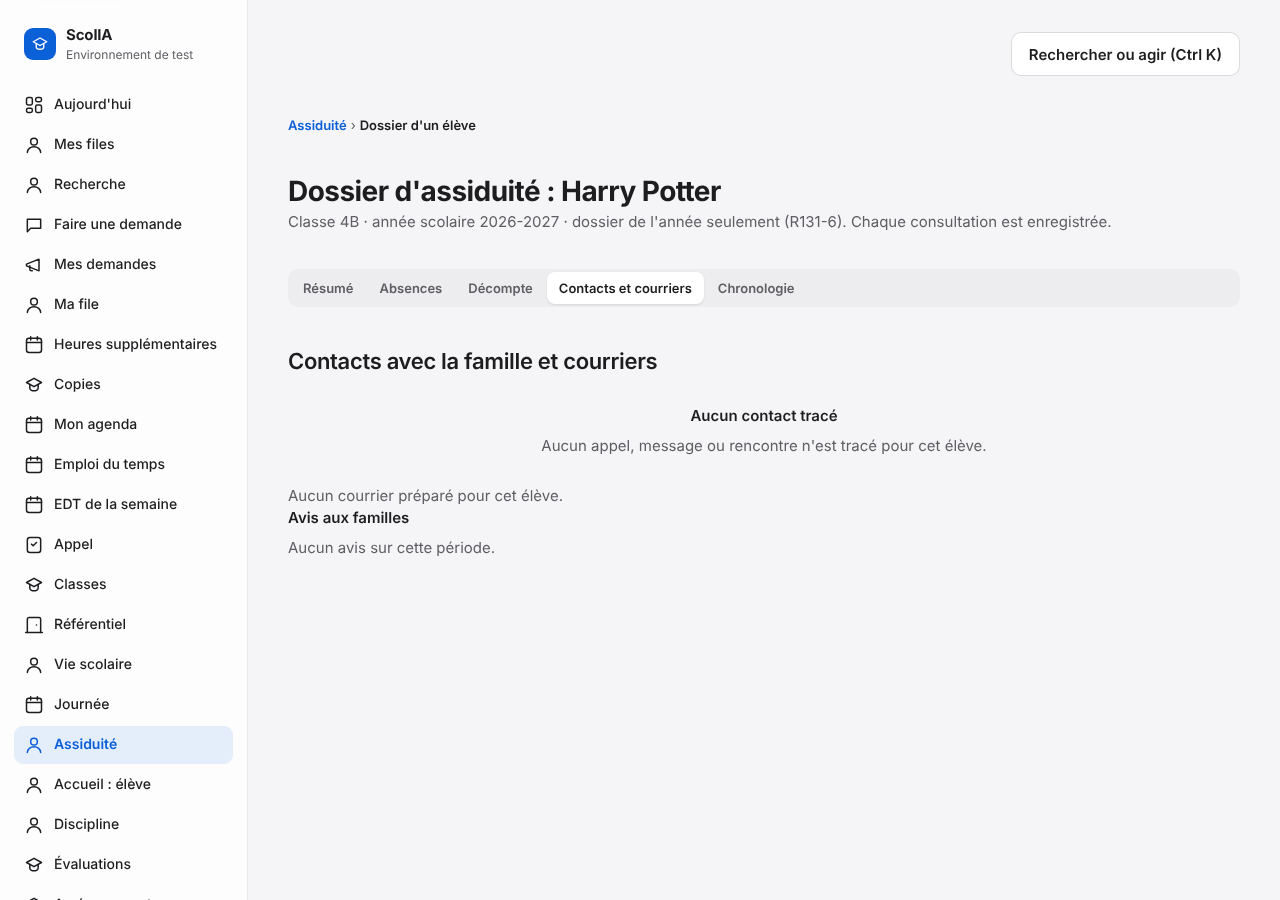 ScolIA
Environnement de test
Aujourd'hui
Mes files
Recherche
Faire une demande
Mes demandes
Ma file
Heures supplémentaires
Copies
Mon agenda
Emploi du temps
EDT de la semaine
Appel
Classes
Référentiel
Vie scolaire
Journée
Assiduité
Accueil : élève
Discipline
Évaluations
Rechercher ou agir (Ctrl K)
Assiduité › Dossier d'un élève
Dossier d'assiduité : Harry Potter
Classe 4B · année scolaire 2026-2027 · dossier de l'année seulement (R131-6). Chaque consultation est enregistrée.
Résumé Absences Décompte Contacts et courriers Chronologie
Contacts avec la famille et courriers
Aucun contact tracé
Aucun appel, message ou rencontre n'est tracé pour cet élève.
Aucun courrier préparé pour cet élève.
Avis aux familles
Aucun avis sur cette période.